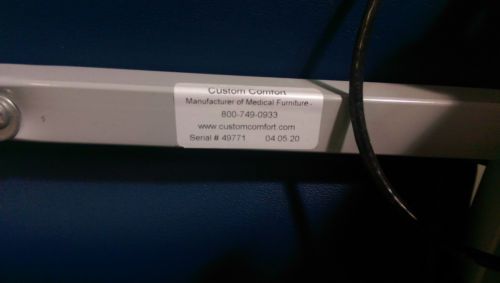 Custom Comfort
Manufacturer of Medical Furniture
800-749-0933
www.customcomfort.com
Serial # 49771 04 05 20